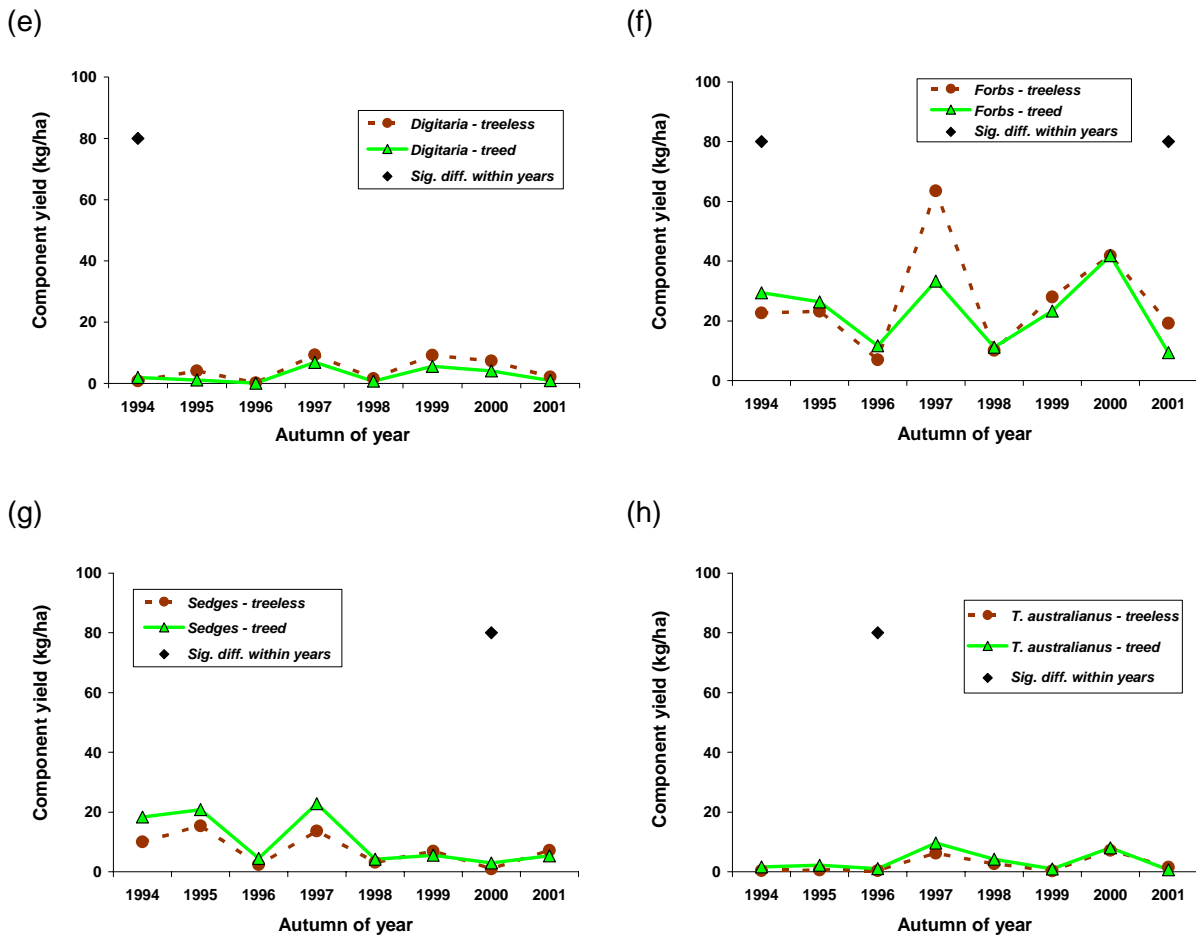 (e)
Component yield (kg/ha)
100
80
60
40
20
0
Digitaria - treeless
Digitaria - treed
Sig. diff. within years
1994 1995 1996 1997 1998 1999 2000 2001
Autumn of year
(f)
Component yield (kg/ha)
100
80
60
40
20
0
Forbs - treeless
Forbs - treed
Sig. diff. within years
1994 1995 1996 1997 1998 1999 2000 2001
Autumn of year
(g)
Component yield (kg/ha)
100
80
60
40
20
0
Sedges - treeless
Sedges - treed
Sig. diff. within years
1994 1995 1996 1997 1998 1999 2000 2001
Autumn of year
(h)
Component yield (kg/ha)
100
80
60
40
20
0
T. australianus - treeless
T. australianus - treed
Sig. diff. within years
1994 1995 1996 1997 1998 1999 2000 2001
Autumn of year